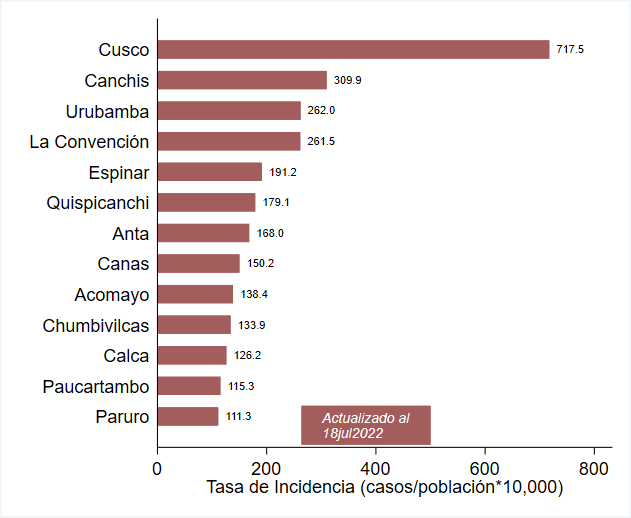 Cusco 717.5
Canchis 309.9
Urubamba 262.0
La Convención 261.5
Espinar 191.2
Quispicanchi 179.1
Anta 168.0
Canas 150.2
Acomayo 138.4
Chumbivilcas 133.9
Calca 126.2
Paucartambo 115.3
Paruro 111.3
Actualizado al
18jul2022
0 200 400 600 800
Tasa de Incidencia (casos/población*10,000)